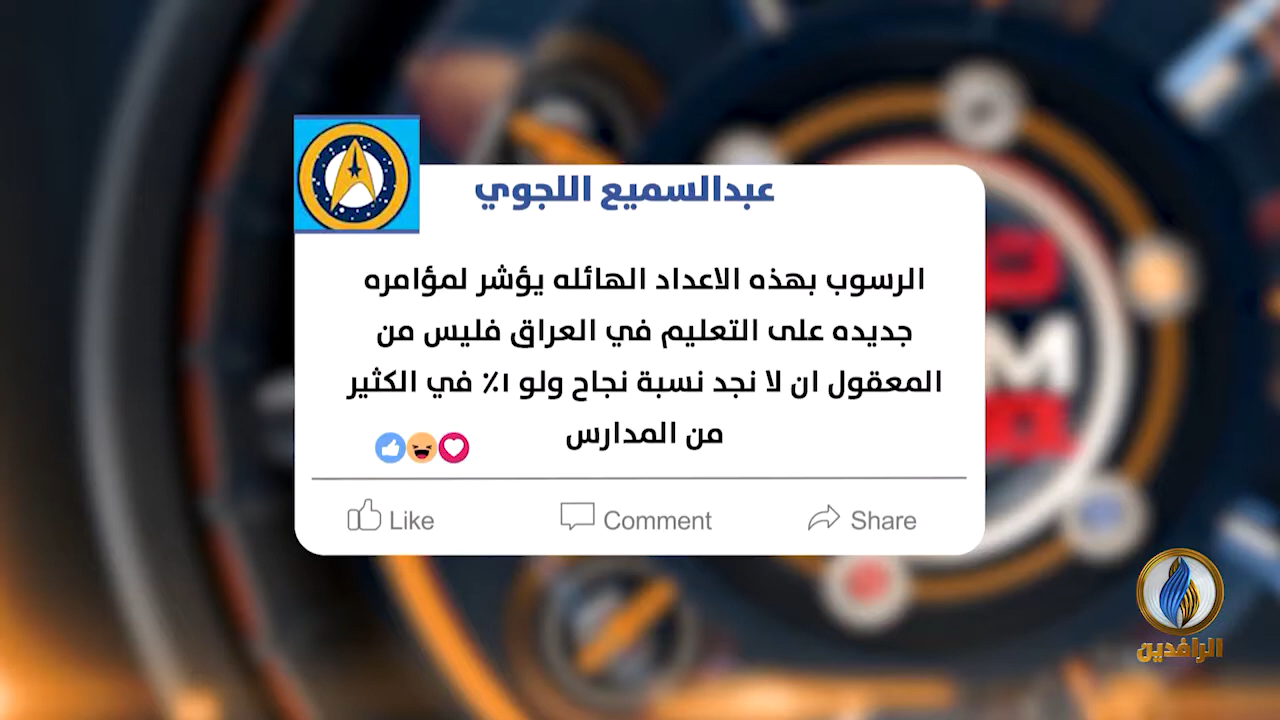 عبدالسميع اللجوي
الرسوب بهذه الاعداد الهائله يؤشر لمؤامره
جديده على التعليم في العراق فليس من
المعقول ان لا نجد نسبة نجاح ولو ١٪ في الكثير
من المدارس
Like
Comment
Share
الرافدين